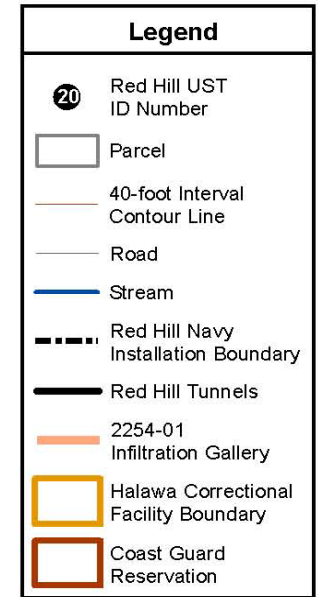 Legend
20
Red Hill UST
ID Number
Parcel
40-foot Interval
Contour Line
Road
Stream
Red Hill Navy
Installation Boundary
Red Hill Tunnels
2254-01
Infiltration Gallery
Halawa Correctional
Facility Boundary
Coast Guard
Reservation